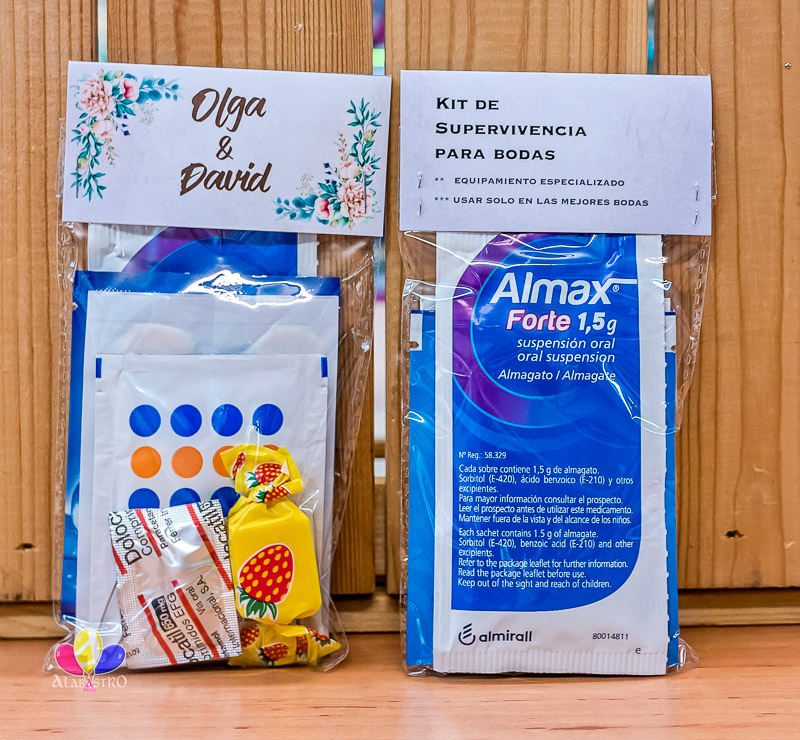 Olga
&
David
KIT DE
SUPERVIVENCIA
PARA BODAS
** EQUIPAMIENTO ESPECIALIZADO
*** USAR SOLO EN LAS MEJORES BODAS
Almax®
Forte 1,5 g
suspensión oral
oral suspension
Almagato / Almagate
Nº Reg.: 58.329
Cada sobre contiene 1,5 g de almagato.
Sorbitol (E-420), ácido benzoico (E-210) y otros
excipientes.
Para mayor información consultar el prospecto.
Leer el prospecto antes de utilizar este medicamento.
Mantener fuera de la vista y del alcance de los niños.
Each sachet contains 1.5 g of almagate.
Sorbitol (E-420), benzoic acid (E-210) and other
excipients.
Refer to the package leaflet for further information.
Read the package leaflet before use.
Keep out of the sight and reach of children.
almirall
80014811
e
EFG
Vía oral
ALABASTRO